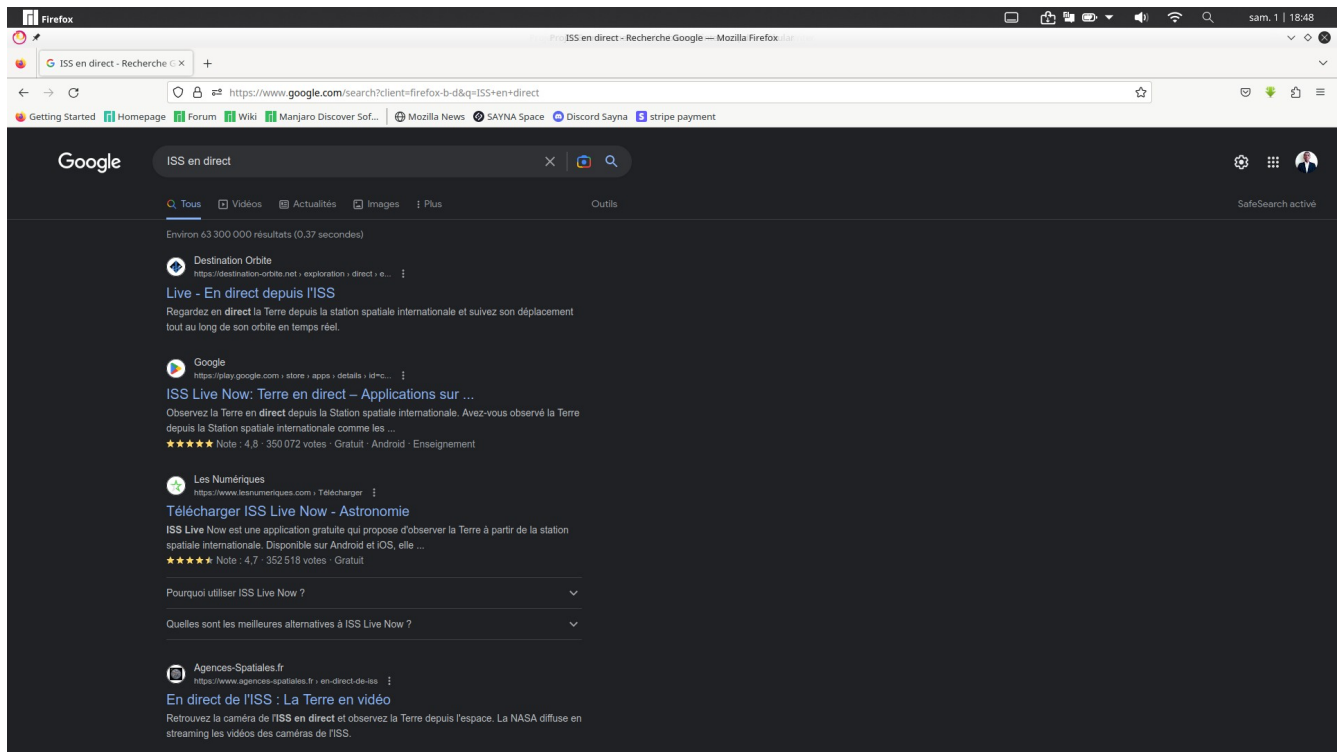 Firefox
sam. 1 | 18:48
ISS en direct - Recherche Google — Mozilla Firefox
ISS en direct - Recherche G
https://www.google.com/search?client=firefox-b-d&q=ISS+en+direct
Getting Started Homepage Forum Wiki Manjaro Discover Sof... Mozilla News SAYNA Space Discord Sayna stripe payment
Google ISS en direct
Tous Vidéos Actualités Images Plus Outils SafeSearch activé
Environ 63 300 000 résultats (0,37 secondes)
Destination Orbite
https://destination-orbite.net › exploration › direct › e...
Live - En direct depuis l'ISS
Regardez en direct la Terre depuis la station spatiale internationale et suivez son déplacement
tout au long de son orbite en temps réel.
Google
https://play.google.com › store › apps › details › id=c...
ISS Live Now: Terre en direct – Applications sur ...
Observez la Terre en direct depuis la Station spatiale internationale. Avez-vous observé la Terre
depuis la Station spatiale internationale comme les ...
★★★★★ Note : 4,8 · 350 072 votes · Gratuit · Android · Enseignement
Les Numériques
https://www.lesnumeriques.com › Télécharger
Télécharger ISS Live Now - Astronomie
ISS Live Now est une application gratuite qui propose d'observer la Terre à partir de la station
spatiale internationale. Disponible sur Android et iOS, elle ...
Note : 4,7 · 352 518 votes · Gratuit
Pourquoi utiliser ISS Live Now ?
Quelles sont les meilleures alternatives à ISS Live Now ?
Agences-Spatiales.fr
https://www.agences-spatiales.fr › en-direct-de-iss
En direct de l'ISS : La Terre en vidéo
Retrouvez la caméra de l'ISS en direct et observez la Terre depuis l'espace. La NASA diffuse en
streaming les vidéos des caméras de l'ISS.